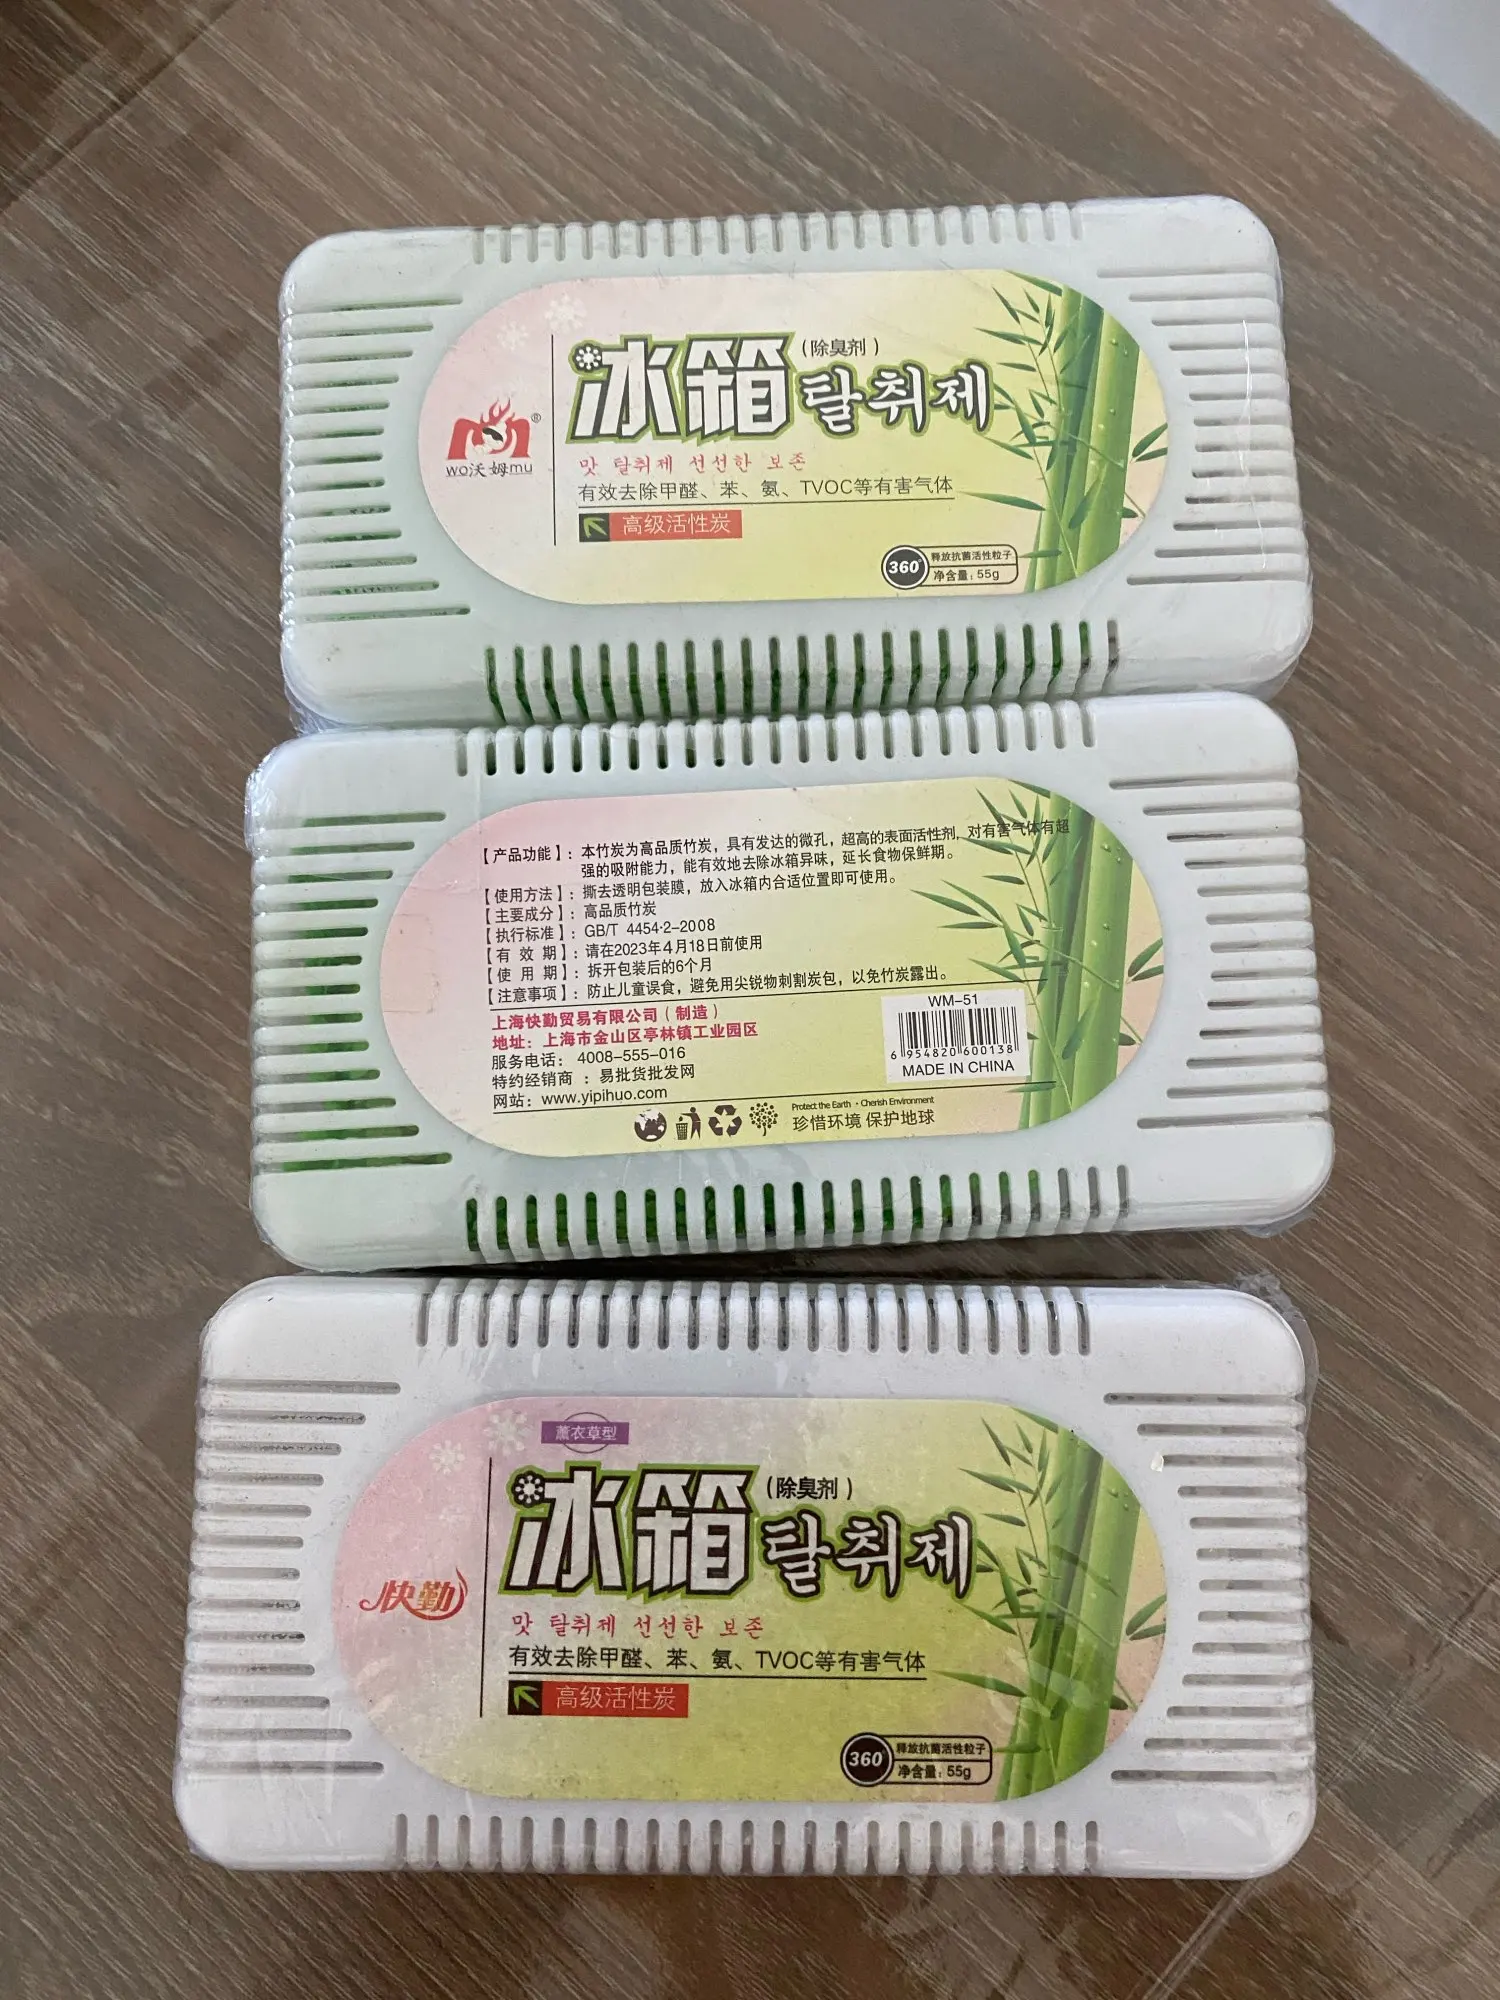 冰箱
(除臭剂)
탈취제
맛 탈취제 선선한 보존
有效去除甲醛、苯、氨、TVOC等有害气体
高级活性炭
wo沃姆mu
®
360°
释放抗菌活性粒子
净含量：55g
【产品功能】：本竹炭为高品质竹炭，具有发达的微孔，超高的表面活性剂，对有害气体有超
强的吸附能力，能有效地去除冰箱异味，延长食物保鲜期。
【使用方法】：撕去透明包装膜，放入冰箱内合适位置即可使用。
【主要成分】：高品质竹炭
【执行标准】：GB/T 4454·2-2008
【有 效 期】：请在2023年4月18日前使用
【使 用 期】：拆开包装后的6个月
【注意事项】：防止儿童误食，避免用尖锐物刺割炭包，以免竹炭露出。
上海快勤贸易有限公司（制造）
地址：上海市金山区亭林镇工业园区
服务电话：4008-555-016
特约经销商：易批货批发网
网站：www.yipihuo.com
WM-51
6 954820 600138
MADE IN CHINA
Protect the Earth · Cherish Environment
珍惜环境 保护地球
薰衣草型
冰箱
(除臭剂)
탈취제
快勤
맛 탈취제 선선한 보존
有效去除甲醛、苯、氨、TVOC等有害气体
高级活性炭
360°
释放抗菌活性粒子
净含量：55g